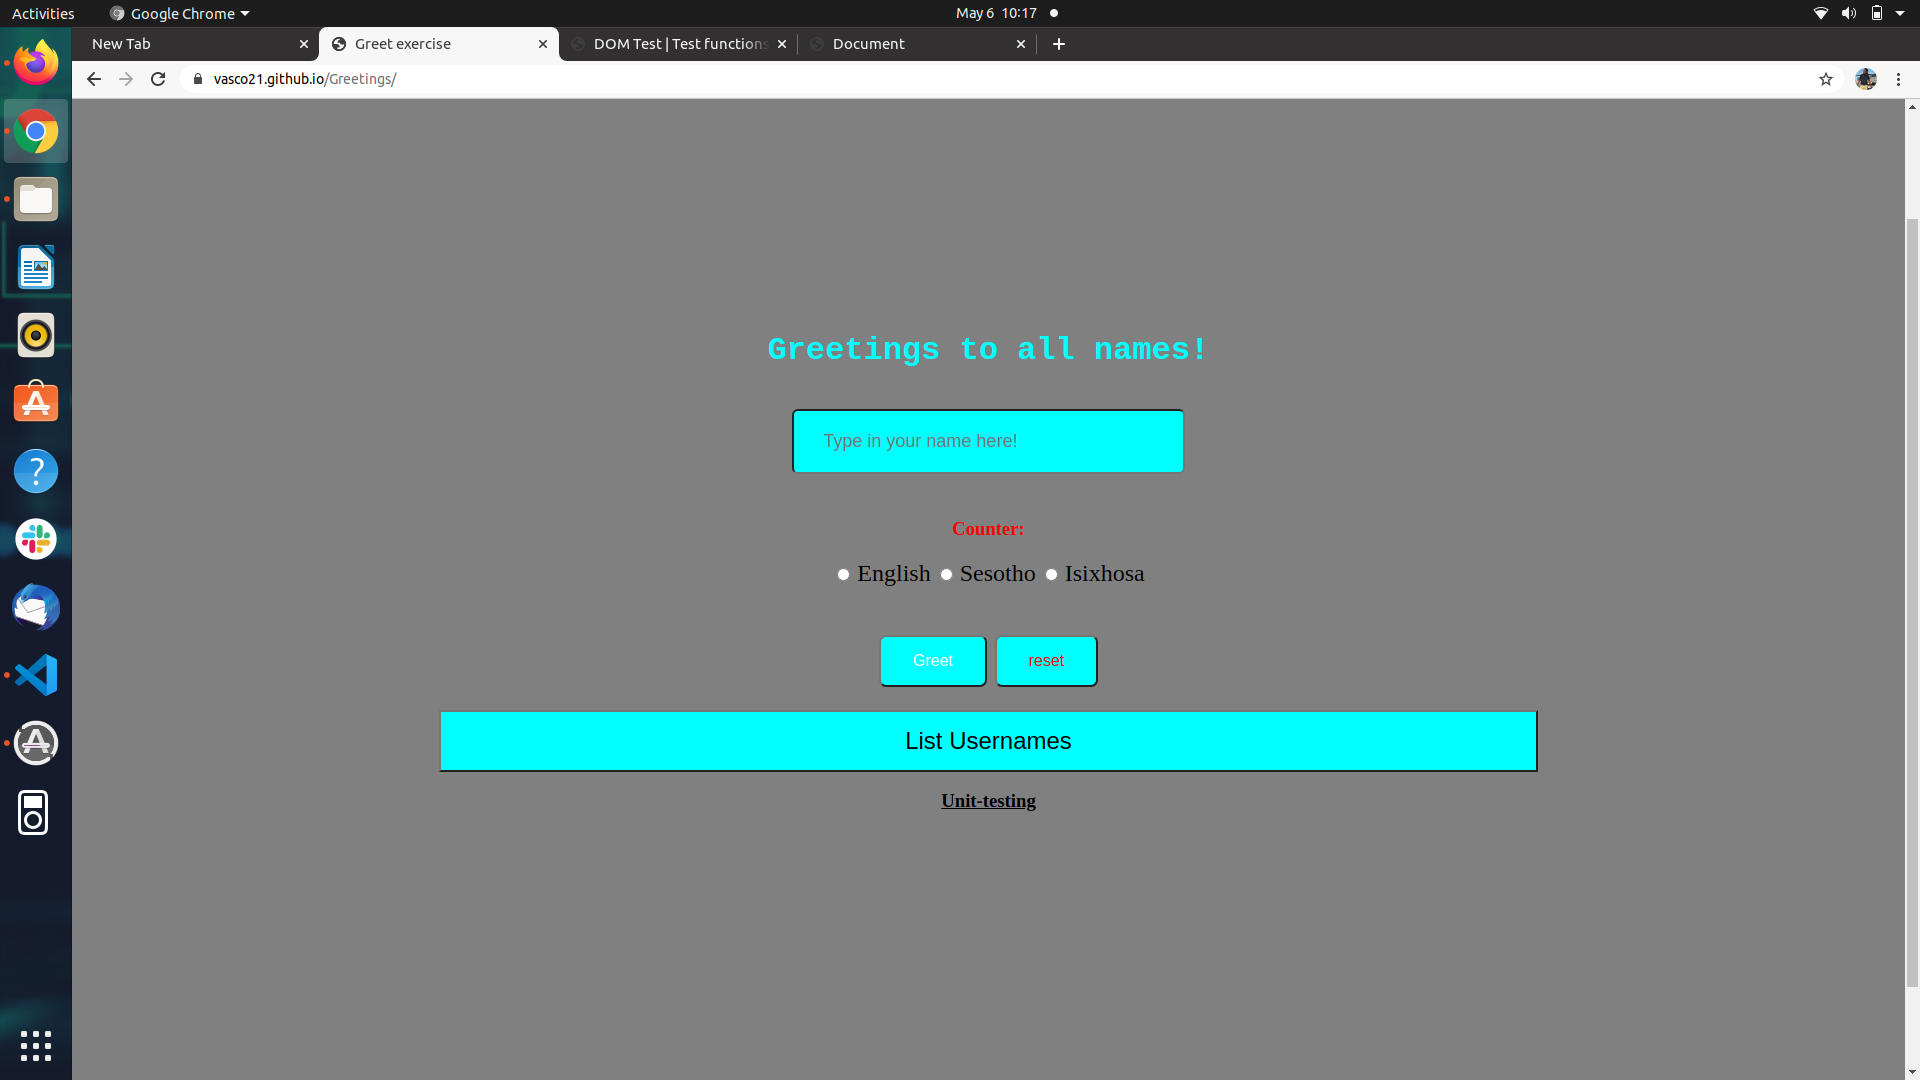 Activities Google Chrome May 6 10:17
New Tab Greet exercise DOM Test | Test functions Document
vasco21.github.io/Greetings/
Greetings to all names!
Type in your name here!
Counter:
English Sesotho Isixhosa
Greet reset
List Usernames
Unit-testing